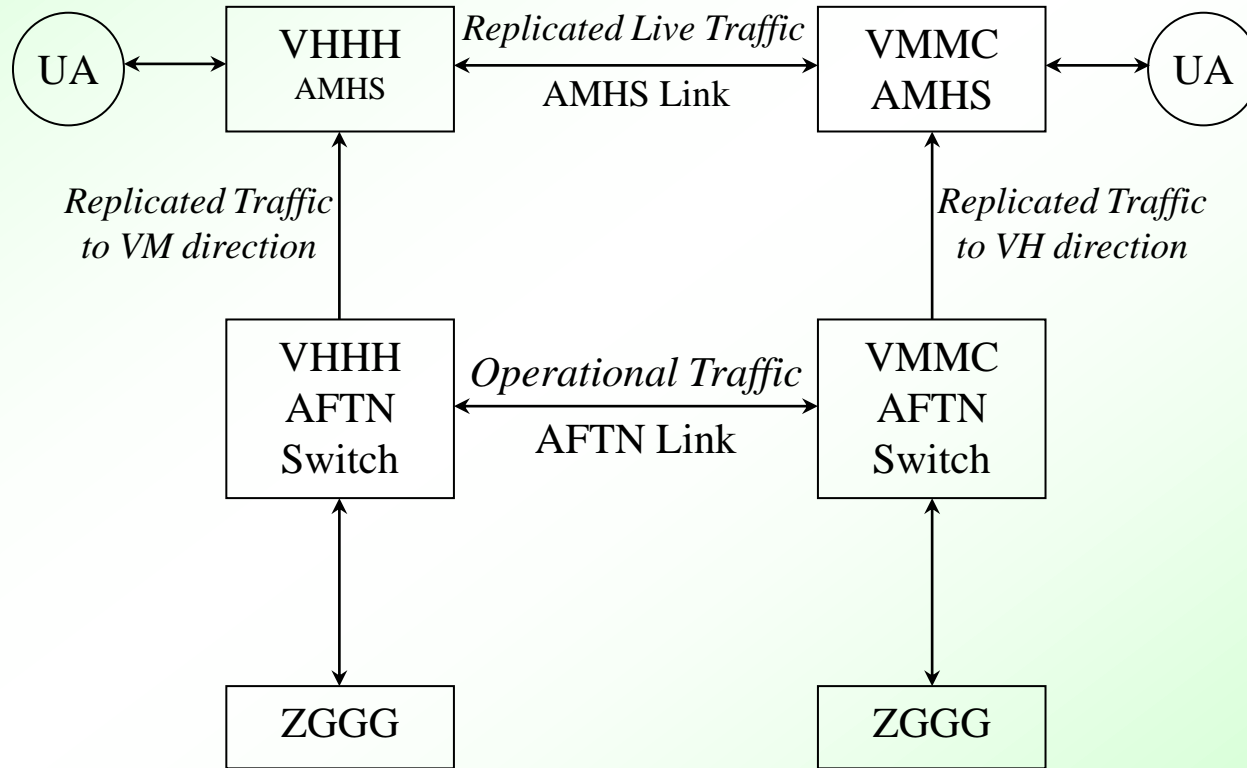 UA
VHHH
AMHS
Replicated Live Traffic
AMHS Link
VMMC
AMHS
UA
Replicated Traffic
to VM direction
Replicated Traffic
to VH direction
VHHH
AFTN
Switch
Operational Traffic
AFTN Link
VMMC
AFTN
Switch
ZGGG
ZGGG